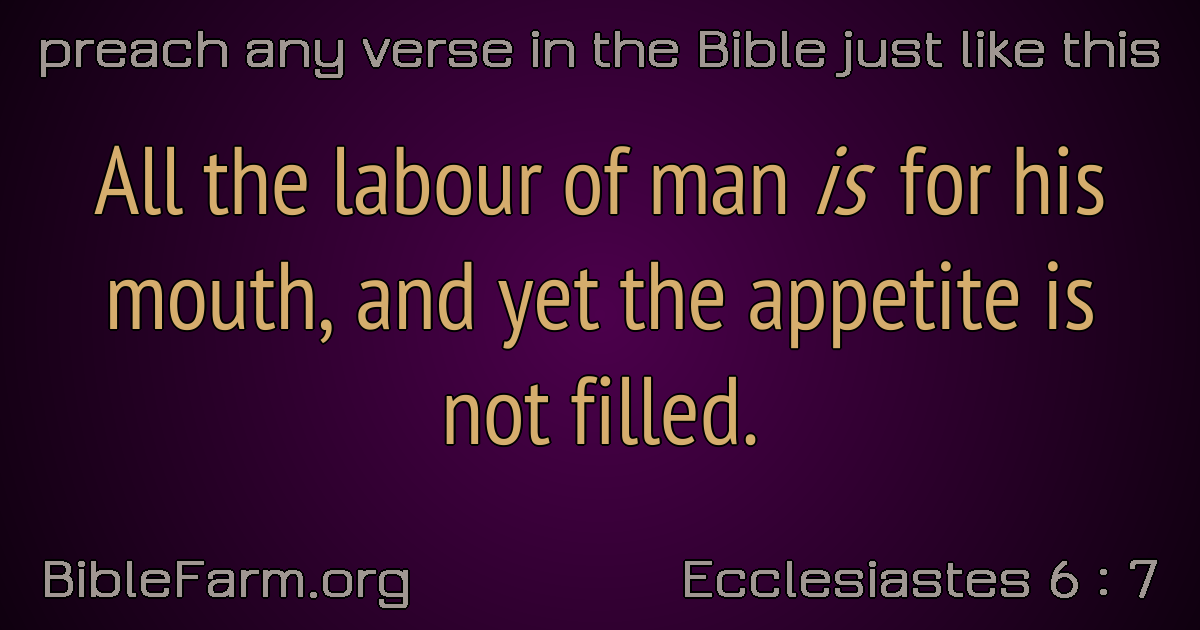 preach any verse in the Bible just like this
All the labour of man is for his
mouth, and yet the appetite is
not filled.
BibleFarm.org
Ecclesiastes 6 : 7